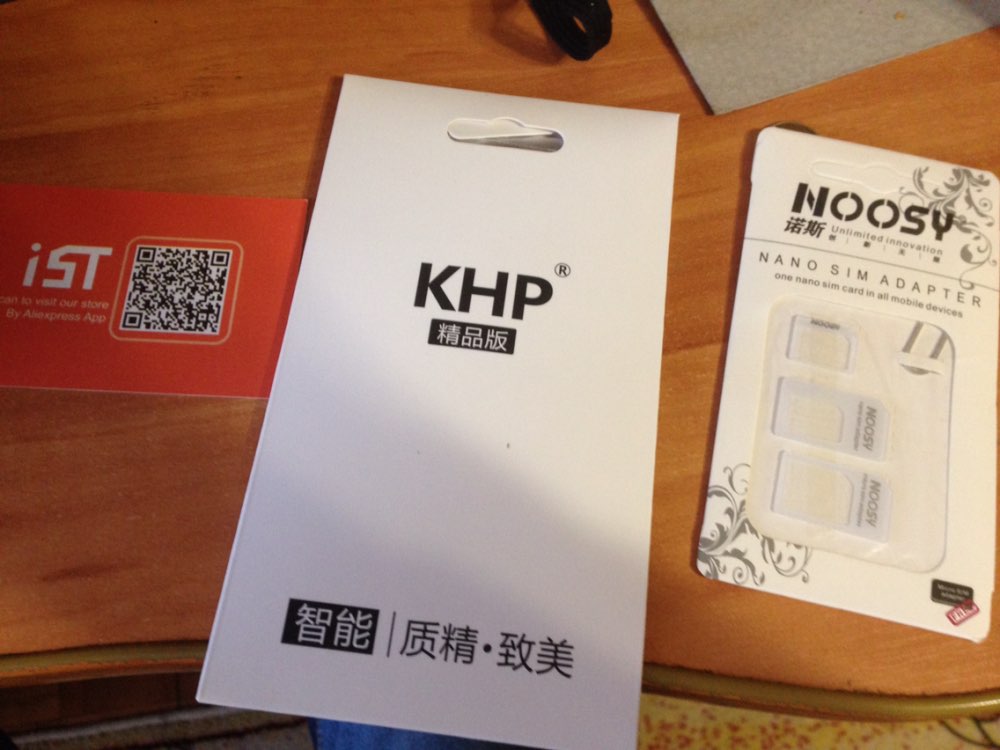 iST
can to visit our store
By Aliexpress App
KHP®
精品版
智能 | 质精·致美
NOOSY
诺斯 Unlimited innovation
NANO SIM ADAPTER
one nano sim card in all mobile devices
NOOSY
NOOSY
NOOSY